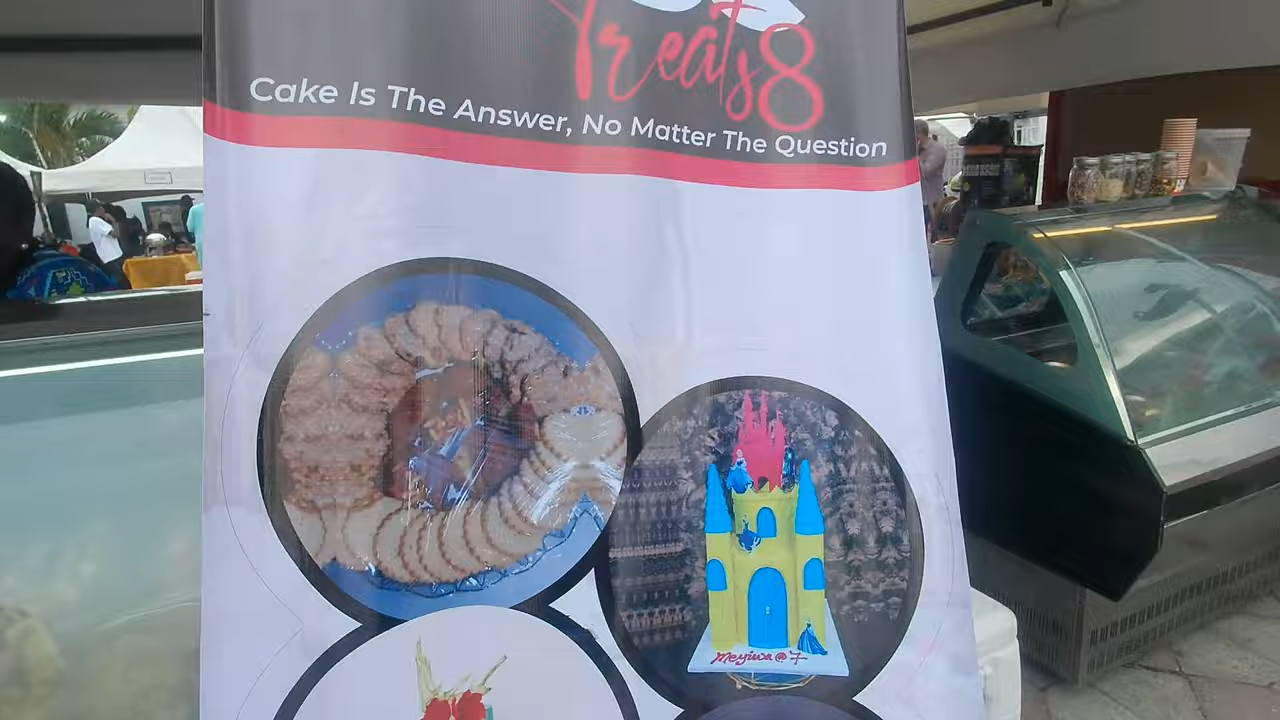 Treats8
Cake Is The Answer, No Matter The Question
Meyiwa @ 7